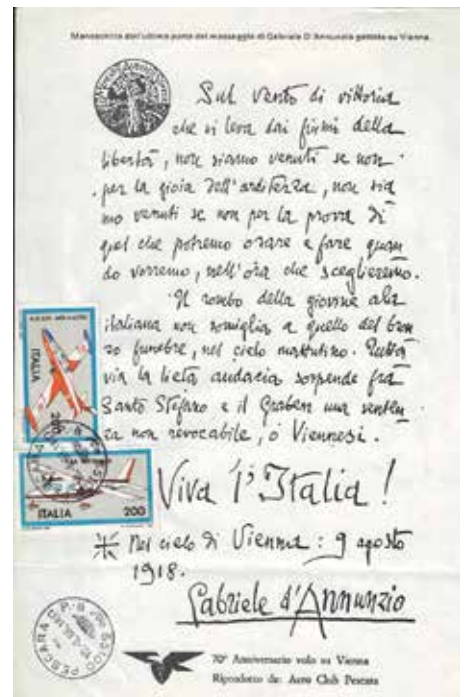 Manoscritto dell'ultima parte del messaggio di Gabriele D'Annunzio gettato su Vienna.
Sul vento di vittoria
che si leva dai fiumi della
libertà, non siamo venuti se non
per la gioia dell'arditezza, non sia
mo venuti se non per la prova di
quel che potremo osare e fare quan
do vorremo, nell'ora che sceglieremo.
Il rombo della giovine ala
italiana non somiglia a quello del bron
zo funebre, nel cielo mattutino. Tutta
via la lieta audacia sospende fra
Santo Stefano e il Graben una senten
za non revocabile, o Viennesi.
Viva l'Italia!
Nel cielo di Vienna: 9 agosto
1918.
Gabriele d'Annunzio
ITALIA
200
ITALIA
200
PESCARA C.P.
70° Anniversario volo su Vienna
Riprodotto da: Aero Club Pescara